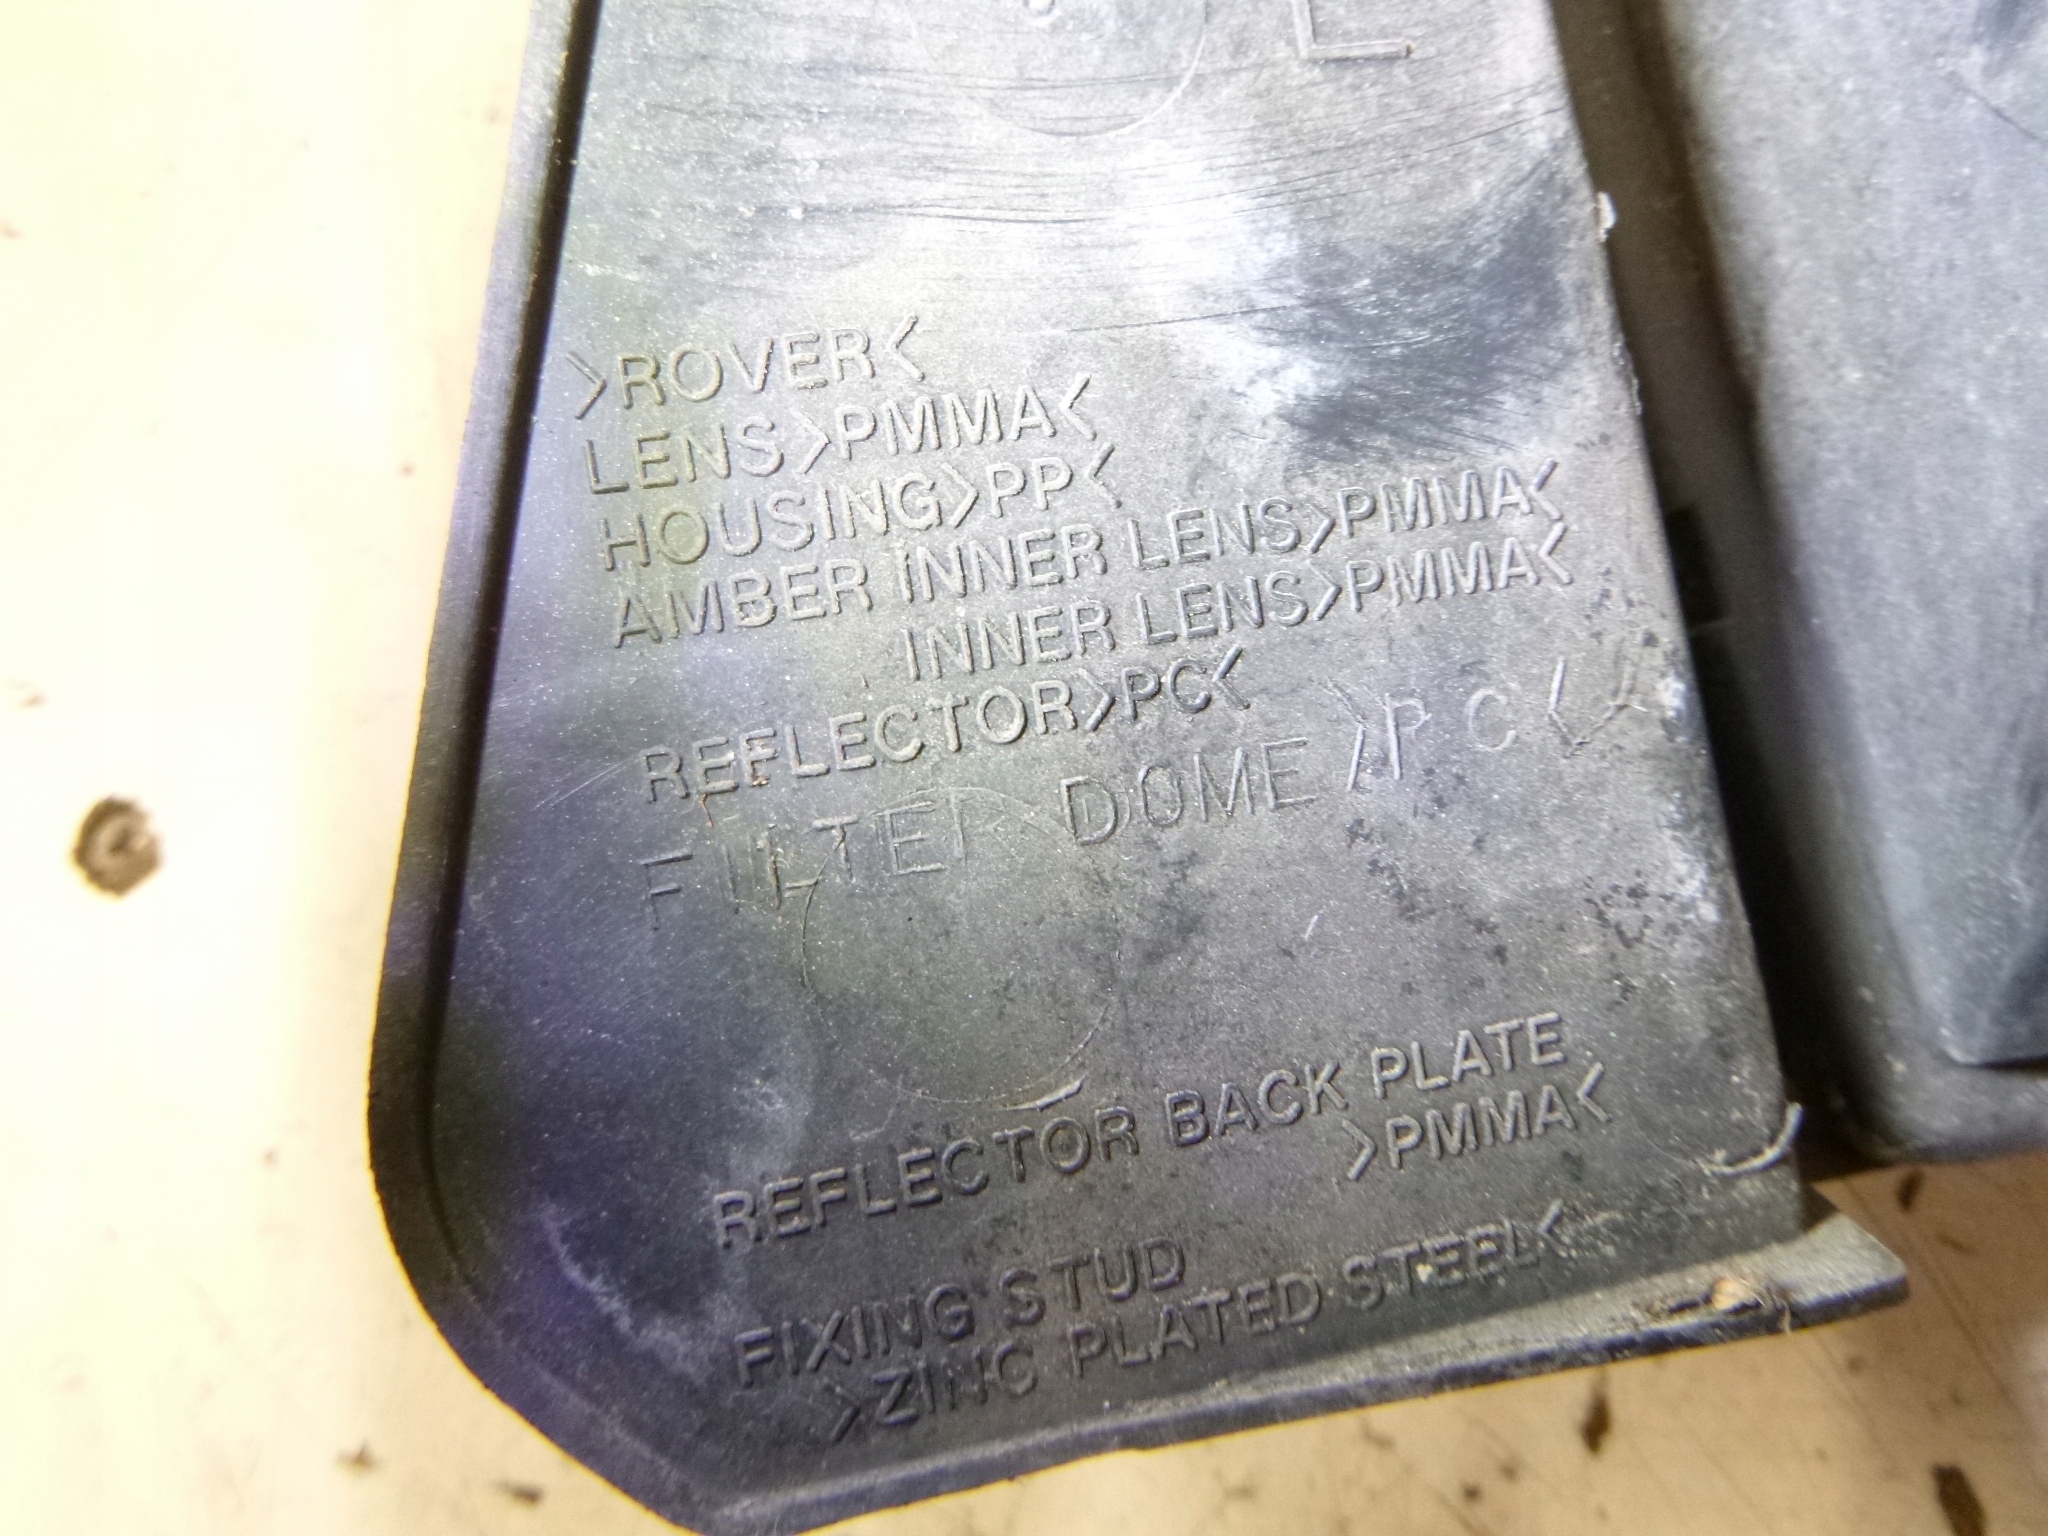 L
>ROVER<
LENS>PMMA<
HOUSING>PP<
AMBER INNER LENS>PMMA<
INNER LENS>PMMA<
REFLECTOR>PC<
FILTER DOME>PC<
REFLECTOR BACK PLATE
>PMMA<
FIXING STUD
>ZINC PLATED STEEL<